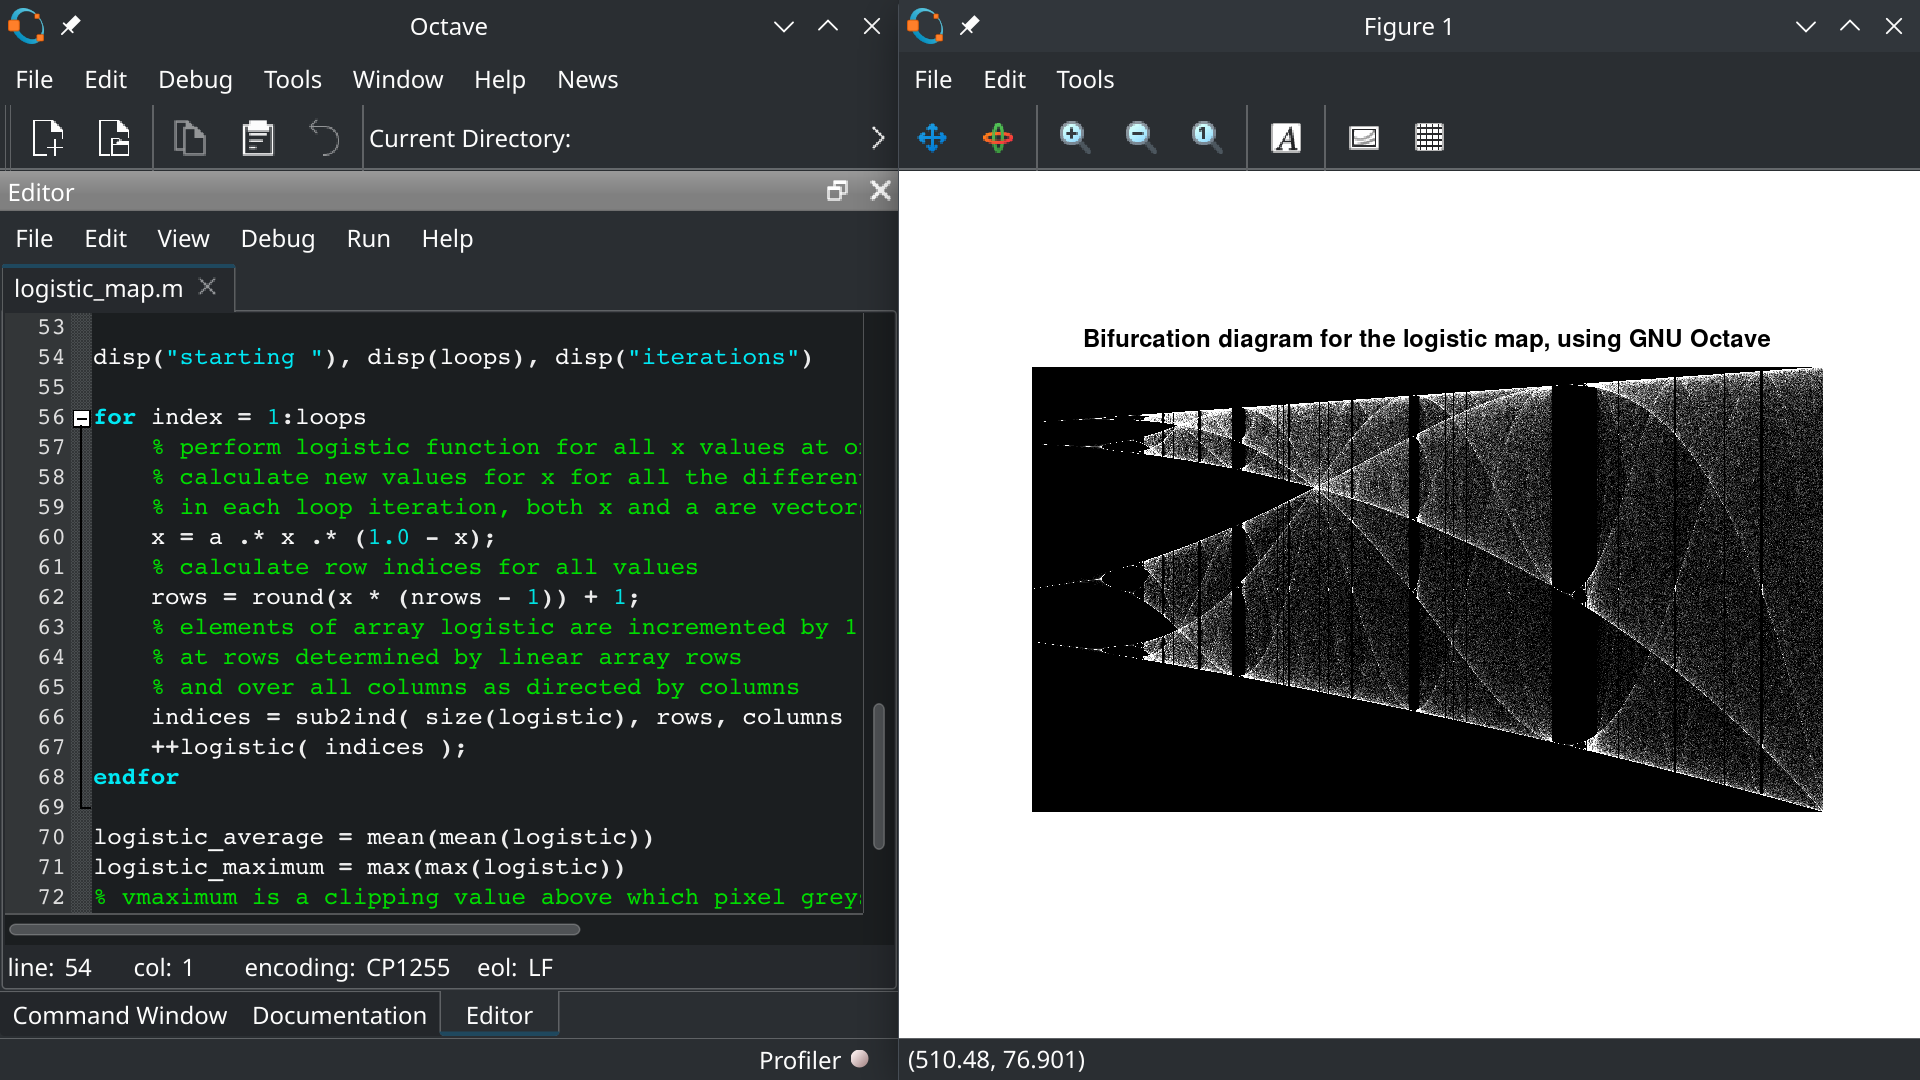 Octave
File Edit Debug Tools Window Help News
Current Directory:
Editor
File Edit View Debug Run Help
logistic_map.m
53
54 disp("starting "), disp(loops), disp("iterations")
55
56 for index = 1:loops
57 % perform logistic function for all x values at
58 % calculate new values for x for all the differen
59 % in each loop iteration, both x and a are vector
60 x = a .* x .* (1.0 - x);
61 % calculate row indices for all values
62 rows = round(x * (nrows - 1)) + 1;
63 % elements of array logistic are incremented by 1
64 % at rows determined by linear array rows
65 % and over all columns as directed by columns
66 indices = sub2ind( size(logistic), rows, columns
67 ++logistic( indices );
68 endfor
69
70 logistic_average = mean(mean(logistic))
71 logistic_maximum = max(max(logistic))
72 % vmaximum is a clipping value above which pixel grey
line: 54 col: 1 encoding: CP1255 eol: LF
Command Window Documentation Editor
Profiler
Figure 1
File Edit Tools
1 A
Bifurcation diagram for the logistic map, using GNU Octave
(510.48, 76.901)